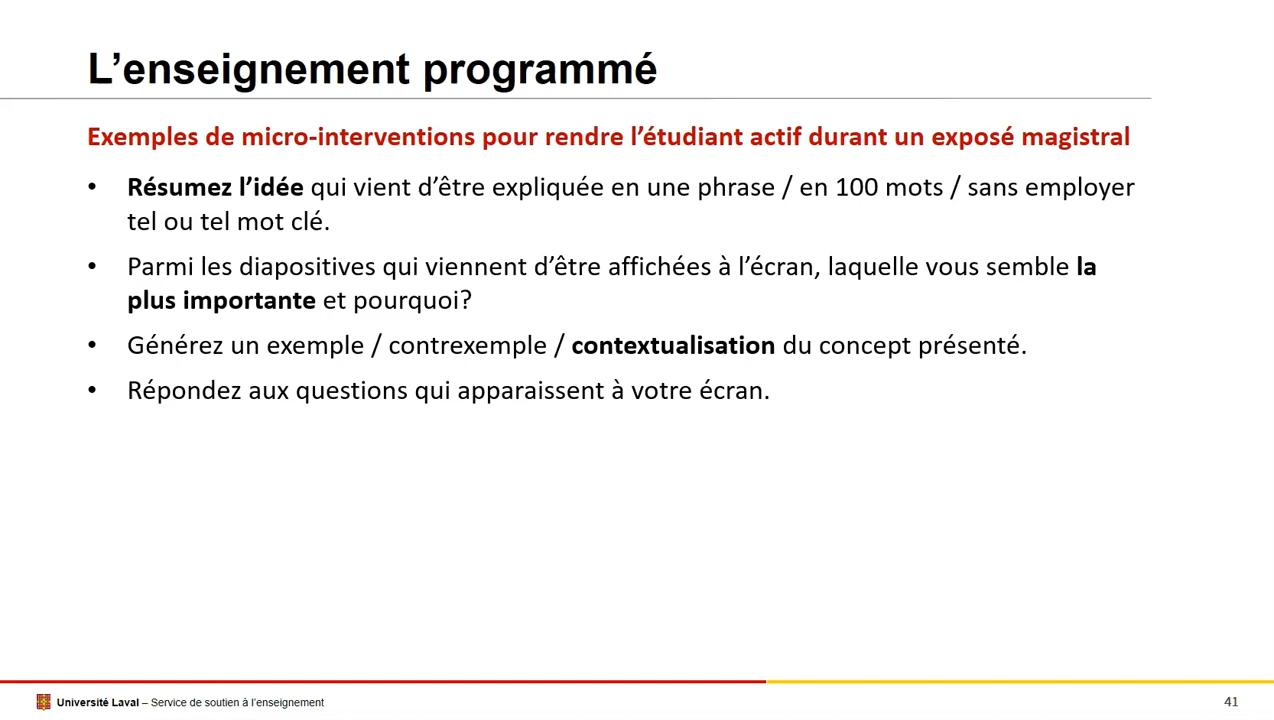 L’enseignement programmé
Exemples de micro-interventions pour rendre l’étudiant actif durant un exposé magistral
• Résumez l’idée qui vient d’être expliquée en une phrase / en 100 mots / sans employer
tel ou tel mot clé.
• Parmi les diapositives qui viennent d’être affichées à l’écran, laquelle vous semble la
plus importante et pourquoi?
• Générez un exemple / contrexemple / contextualisation du concept présenté.
• Répondez aux questions qui apparaissent à votre écran.
Université Laval – Service de soutien à l’enseignement
41